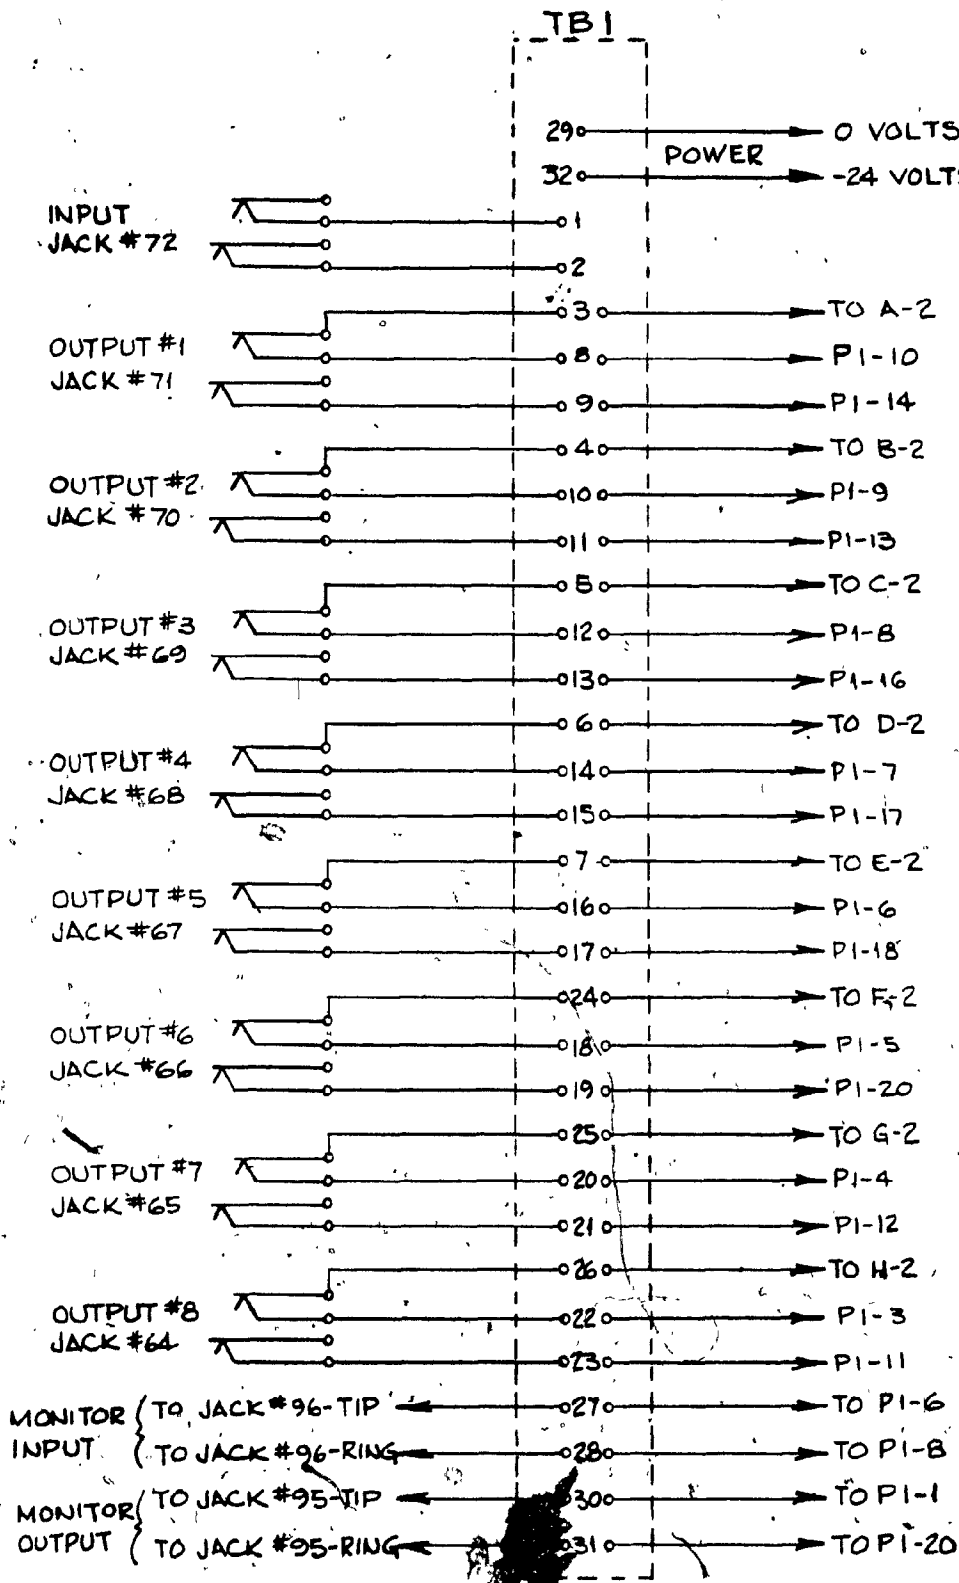 TB1
29 0 VOLTS
POWER
32 -24 VOLTS
INPUT
JACK #72
1
2
3 TO A-2
OUTPUT #1
JACK #71
8 P1-10
9 P1-14
4 TO B-2
OUTPUT #2
JACK #70
10 P1-9
11 P1-13
5 TO C-2
OUTPUT #3
JACK #69
12 P1-8
13 P1-16
6 TO D-2
OUTPUT #4
JACK #68
14 P1-7
15 P1-17
7 TO E-2
OUTPUT #5
JACK #67
16 P1-6
17 P1-18
24 TO F-2
OUTPUT #6
JACK #66
18 P1-5
19 P1-20
25 TO G-2
OUTPUT #7
JACK #65
20 P1-4
21 P1-12
26 TO H-2
OUTPUT #8
JACK #64
22 P1-3
23 P1-11
MONITOR INPUT
TO JACK #96-TIP 27 TO P1-6
TO JACK #96-RING 28 TO P1-8
MONITOR OUTPUT
TO JACK #95-TIP 30 TO P1-1
TO JACK #95-RING 31 TO P1-20